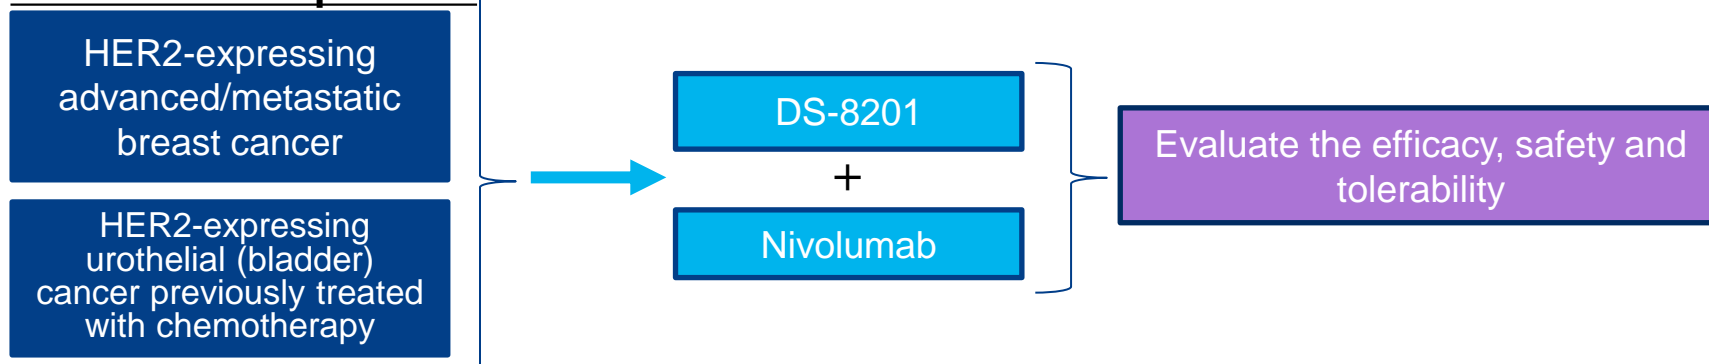 HER2-expressing
advanced/metastatic
breast cancer
HER2-expressing
urothelial (bladder)
cancer previously treated
with chemotherapy
DS-8201
+
Nivolumab
Evaluate the efficacy, safety and
tolerability